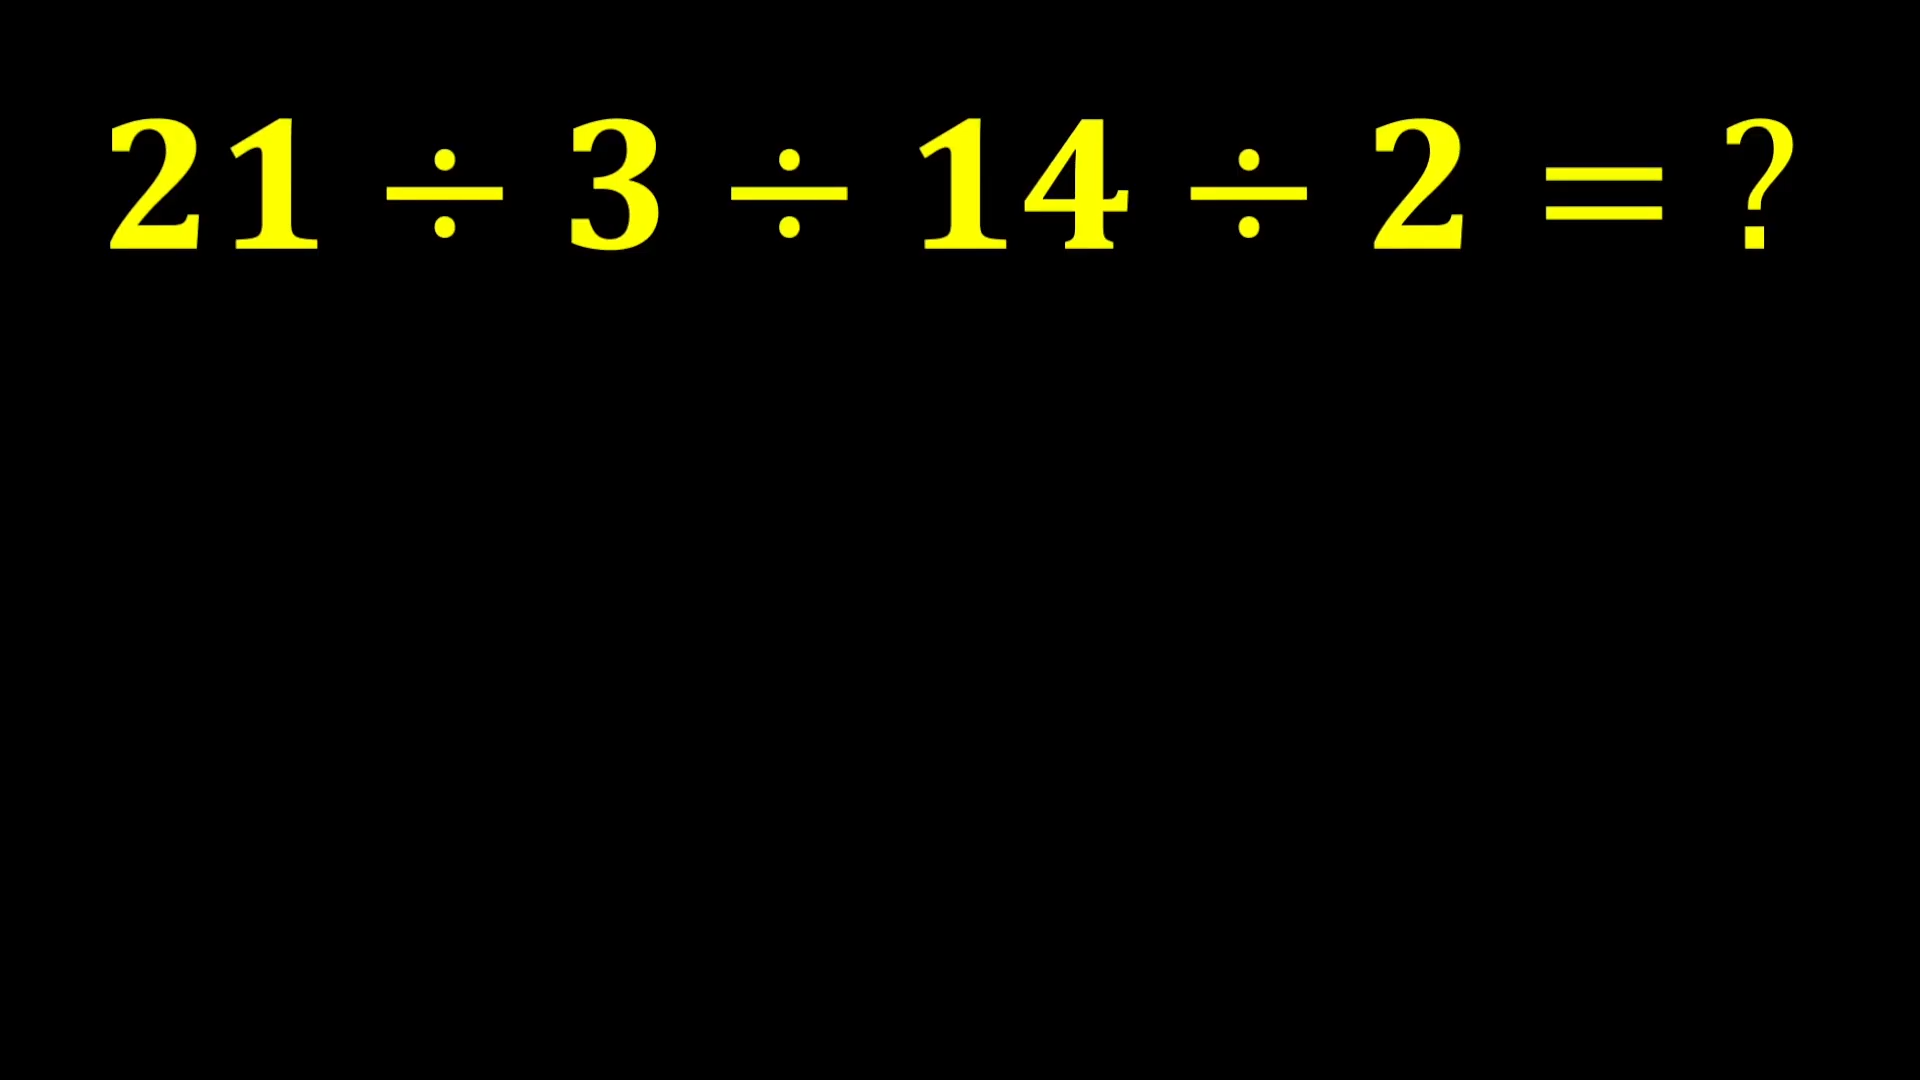 21 ÷ 3 ÷ 14 ÷ 2 = ?